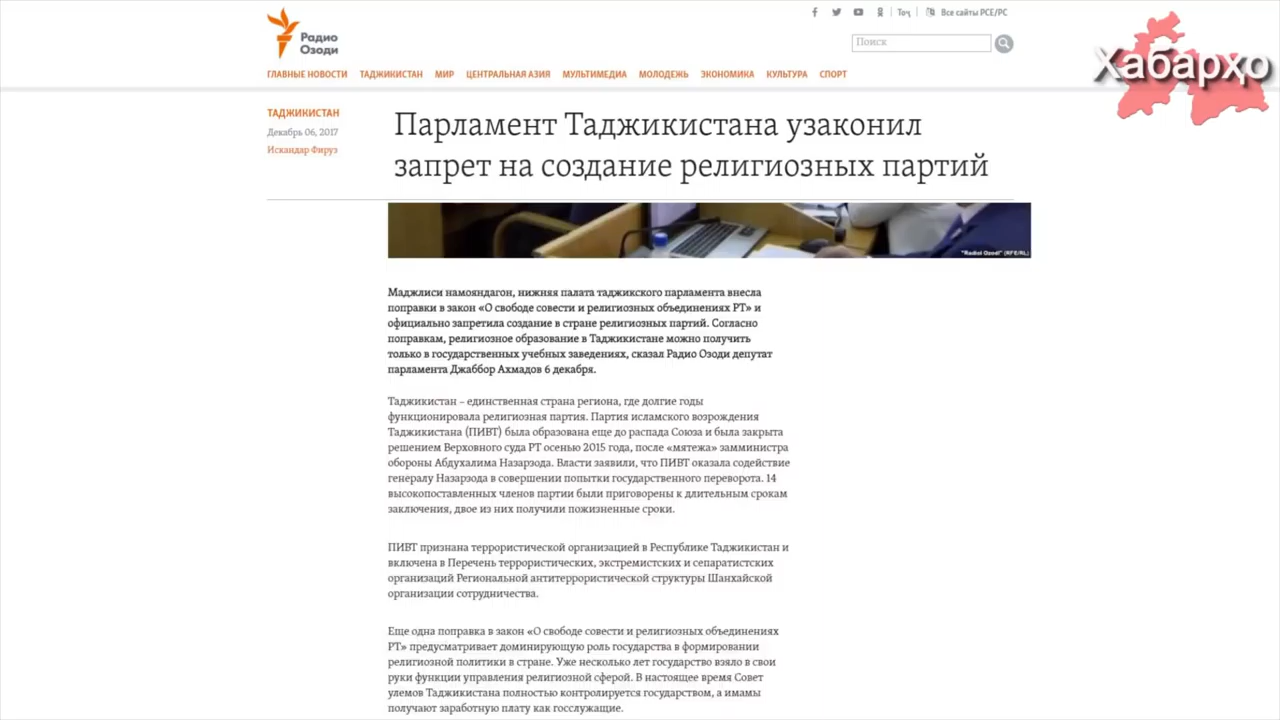 Радио
Озоди
Тоҷ
Все сайты РСЕ/РС
Поиск
Хабарҳо
ГЛАВНЫЕ НОВОСТИ ТАДЖИКИСТАН МИР ЦЕНТРАЛЬНАЯ АЗИЯ МУЛЬТИМЕДИА МОЛОДЕЖЬ ЭКОНОМИКА КУЛЬТУРА СПОРТ
ТАДЖИКИСТАН
Декабрь 06, 2017
Искандар Фируз
Парламент Таджикистана узаконил
запрет на создание религиозных партий
"Radioi Ozodi" (RFE/RL)
Маджлиси намояндагон, нижняя палата таджикского парламента внесла
поправки в закон «О свободе совести и религиозных объединениях РТ» и
официально запретила создание в стране религиозных партий. Согласно
поправкам, религиозное образование в Таджикистане можно получить
только в государственных учебных заведениях, сказал Радио Озоди депутат
парламента Джаббор Ахмадов 6 декабря.
Таджикистан – единственная страна региона, где долгие годы
функционировала религиозная партия. Партия исламского возрождения
Таджикистана (ПИВТ) была образована еще до распада Союза и была закрыта
решением Верховного суда РТ осенью 2015 года, после «мятежа» замминистра
обороны Абдухалима Назарзода. Власти заявили, что ПИВТ оказала содействие
генералу Назарзода в совершении попытки государственного переворота. 14
высокопоставленных членов партии были приговорены к длительным срокам
заключения, двое из них получили пожизненные сроки.
ПИВТ признана террористической организацией в Республике Таджикистан и
включена в Перечень террористических, экстремистских и сепаратистских
организаций Региональной антитеррористической структуры Шанхайской
организации сотрудничества.
Еще одна поправка в закон «О свободе совести и религиозных объединениях
РТ» предусматривает доминирующую роль государства в формировании
религиозной политики в стране. Уже несколько лет государство взяло в свои
руки функции управления религиозной сферой. В настоящее время Совет
улемов Таджикистана полностью контролируется государством, а имамы
получают заработную плату как госслужащие.